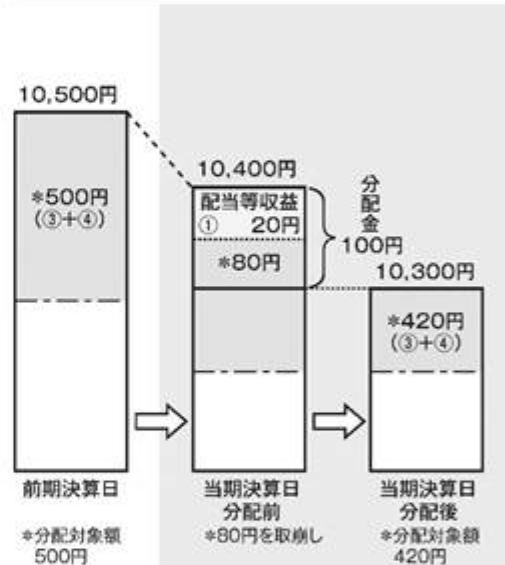 10,500円
*500円
(③+④)
前期決算日
*分配対象額
500円
10,400円
配当等収益
① 20円
*80円
分配金
100円
当期決算日
分配前
*80円を取崩し
10,300円
*420円
(③+④)
当期決算日
分配後
*分配対象額
420円